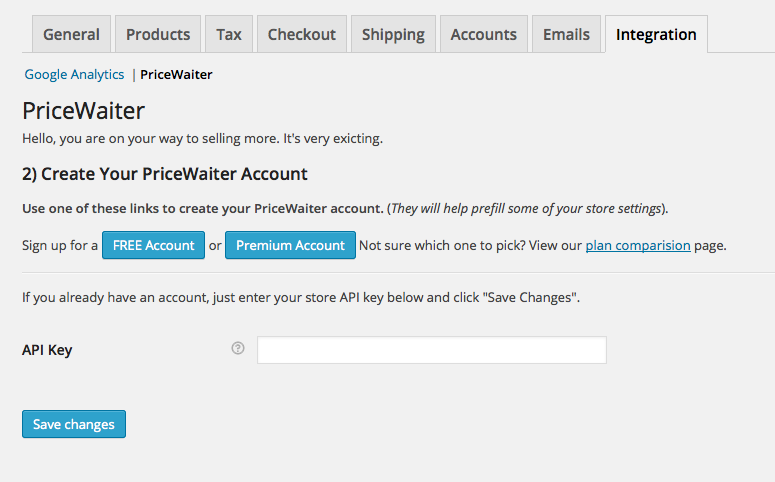 General Products Tax Checkout Shipping Accounts Emails Integration
Google Analytics | PriceWaiter
PriceWaiter
Hello, you are on your way to selling more. It's very exicting.
2) Create Your PriceWaiter Account
Use one of these links to create your PriceWaiter account. (They will help prefill some of your store settings).
Sign up for a FREE Account or Premium Account Not sure which one to pick? View our plan comparision page.
If you already have an account, just enter your store API key below and click "Save Changes".
API Key ?
Save changes